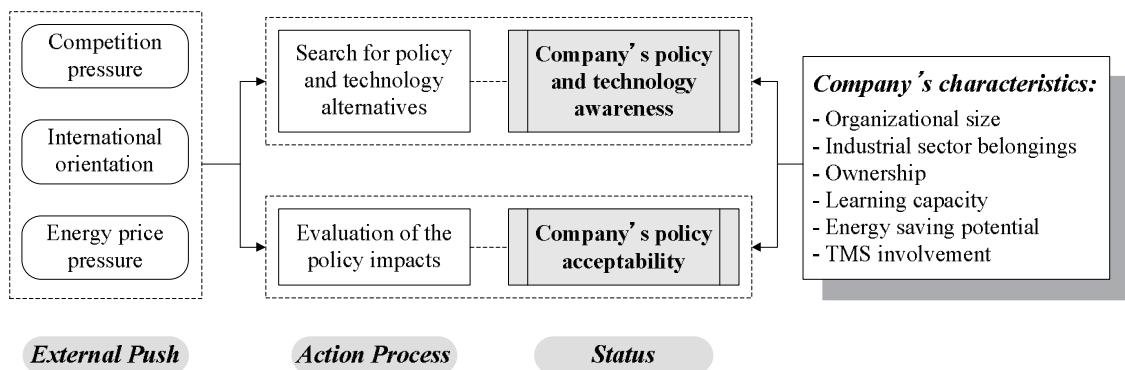 Competition
pressure
International
orientation
Energy price
pressure
Search for policy
and technology
alternatives
Company's policy
and technology
awareness
Evaluation of the
policy impacts
Company's policy
acceptability
Company's characteristics:
- Organizational size
- Industrial sector belongings
- Ownership
- Learning capacity
- Energy saving potential
- TMS involvement
External Push
Action Process
Status